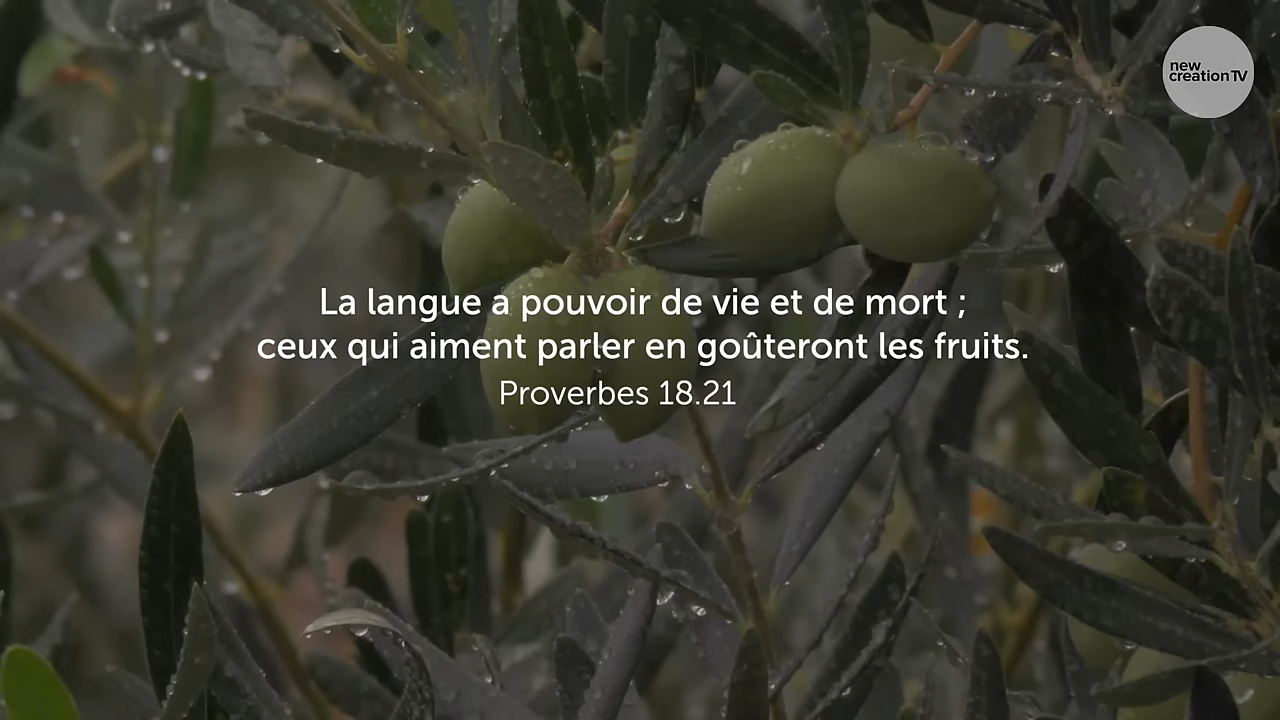 new
creationTV
La langue a pouvoir de vie et de mort ;
ceux qui aiment parler en goûteront les fruits.
Proverbes 18.21